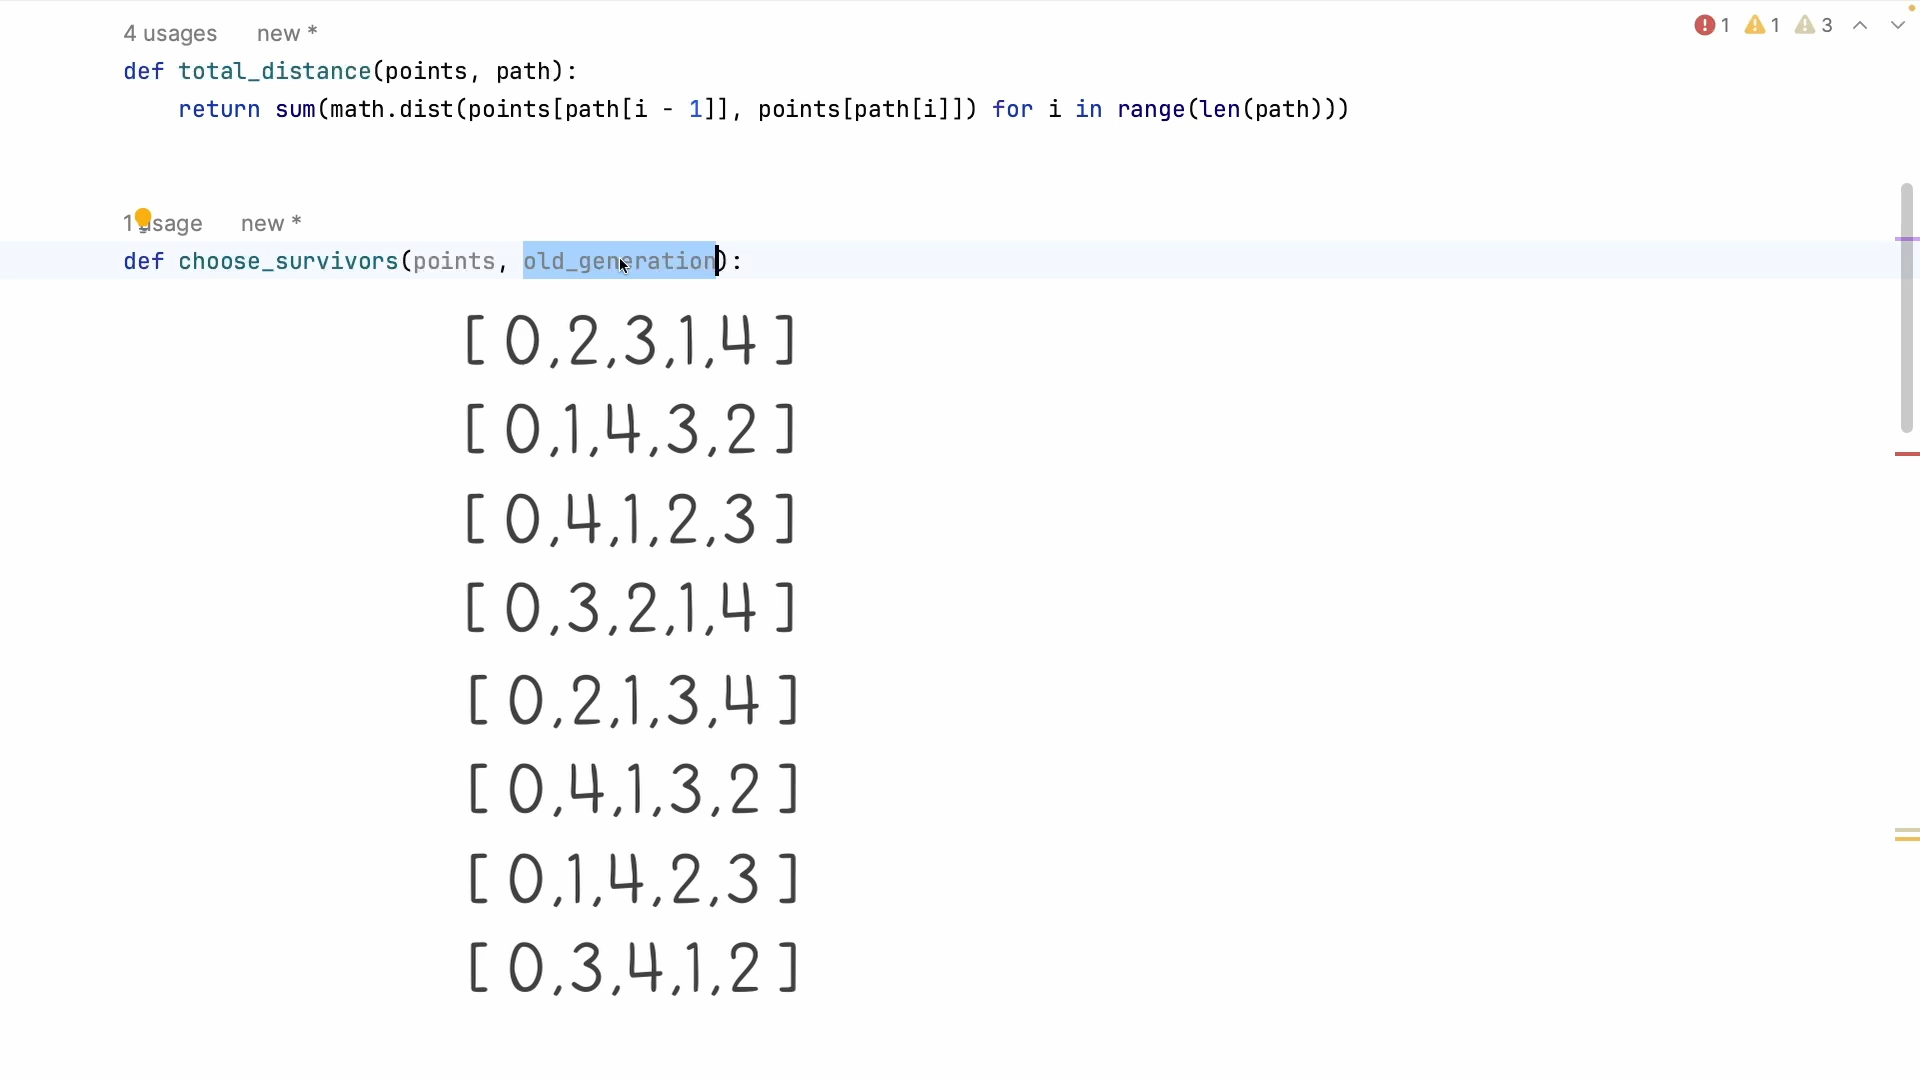 4 usages new *
def total_distance(points, path):
return sum(math.dist(points[path[i - 1]], points[path[i]]) for i in range(len(path)))
1 usage new *
def choose_survivors(points, old_generation):
[ 0,2,3,1,4 ]
[ 0,1,4,3,2 ]
[ 0,4,1,2,3 ]
[ 0,3,2,1,4 ]
[ 0,2,1,3,4 ]
[ 0,4,1,3,2 ]
[ 0,1,4,2,3 ]
[ 0,3,4,1,2 ]
1 1 3